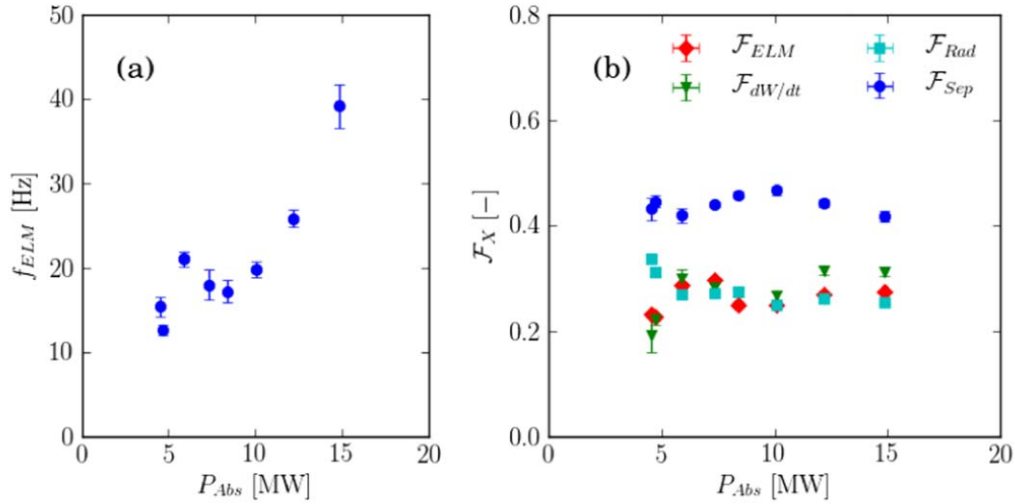 50
40
30
20
10
0
f_ELM [Hz]
(a)
0 5 10 15 20
P_Abs [MW]
0.8
0.6
0.4
0.2
0.0
F_X [−]
(b)
F_ELM F_Rad
F_dW/dt F_Sep
0 5 10 15 20
P_Abs [MW]